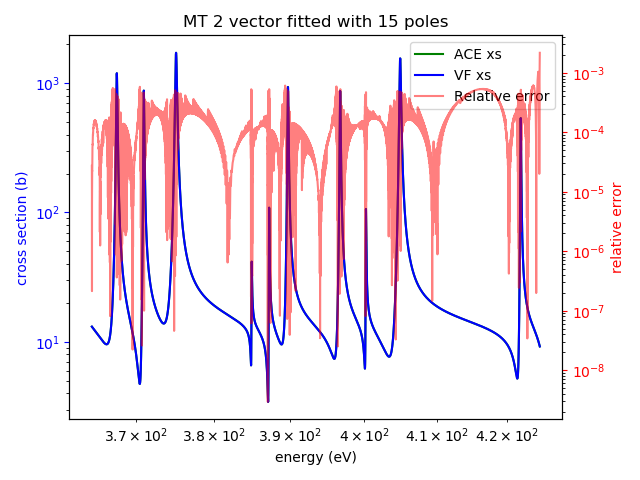 MT 2 vector fitted with 15 poles
ACE xs
VF xs
Relative error
10³
10²
10¹
cross section (b)
10⁻³
10⁻⁴
10⁻⁵
10⁻⁶
10⁻⁷
10⁻⁸
relative error
3.7 × 10² 3.8 × 10² 3.9 × 10² 4 × 10² 4.1 × 10² 4.2 × 10²
energy (eV)